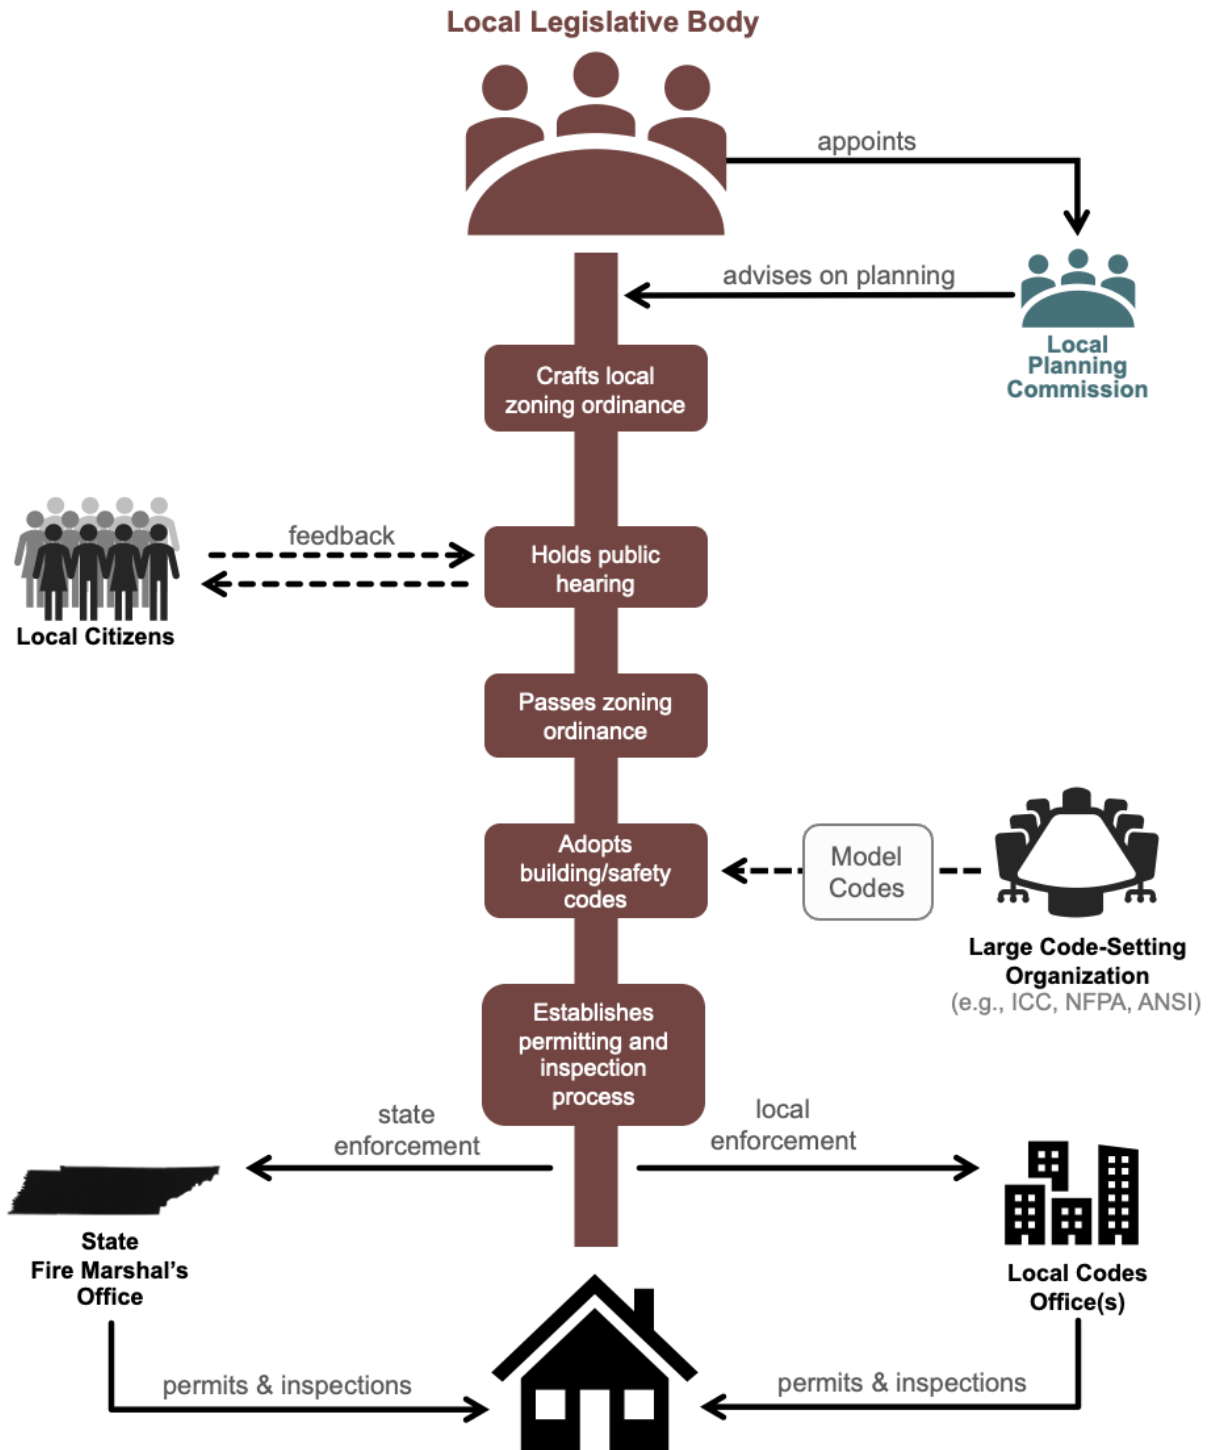 Local Legislative Body
appoints
advises on planning
Local
Planning
Commission
Crafts local
zoning ordinance
feedback
Holds public
hearing
Local Citizens
Passes zoning
ordinance
Adopts
building/safety
codes
Model
Codes
Large Code-Setting
Organization
(e.g., ICC, NFPA, ANSI)
Establishes
permitting and
inspection
process
state
enforcement
local
enforcement
State
Fire Marshal's
Office
Local Codes
Office(s)
permits & inspections
permits & inspections